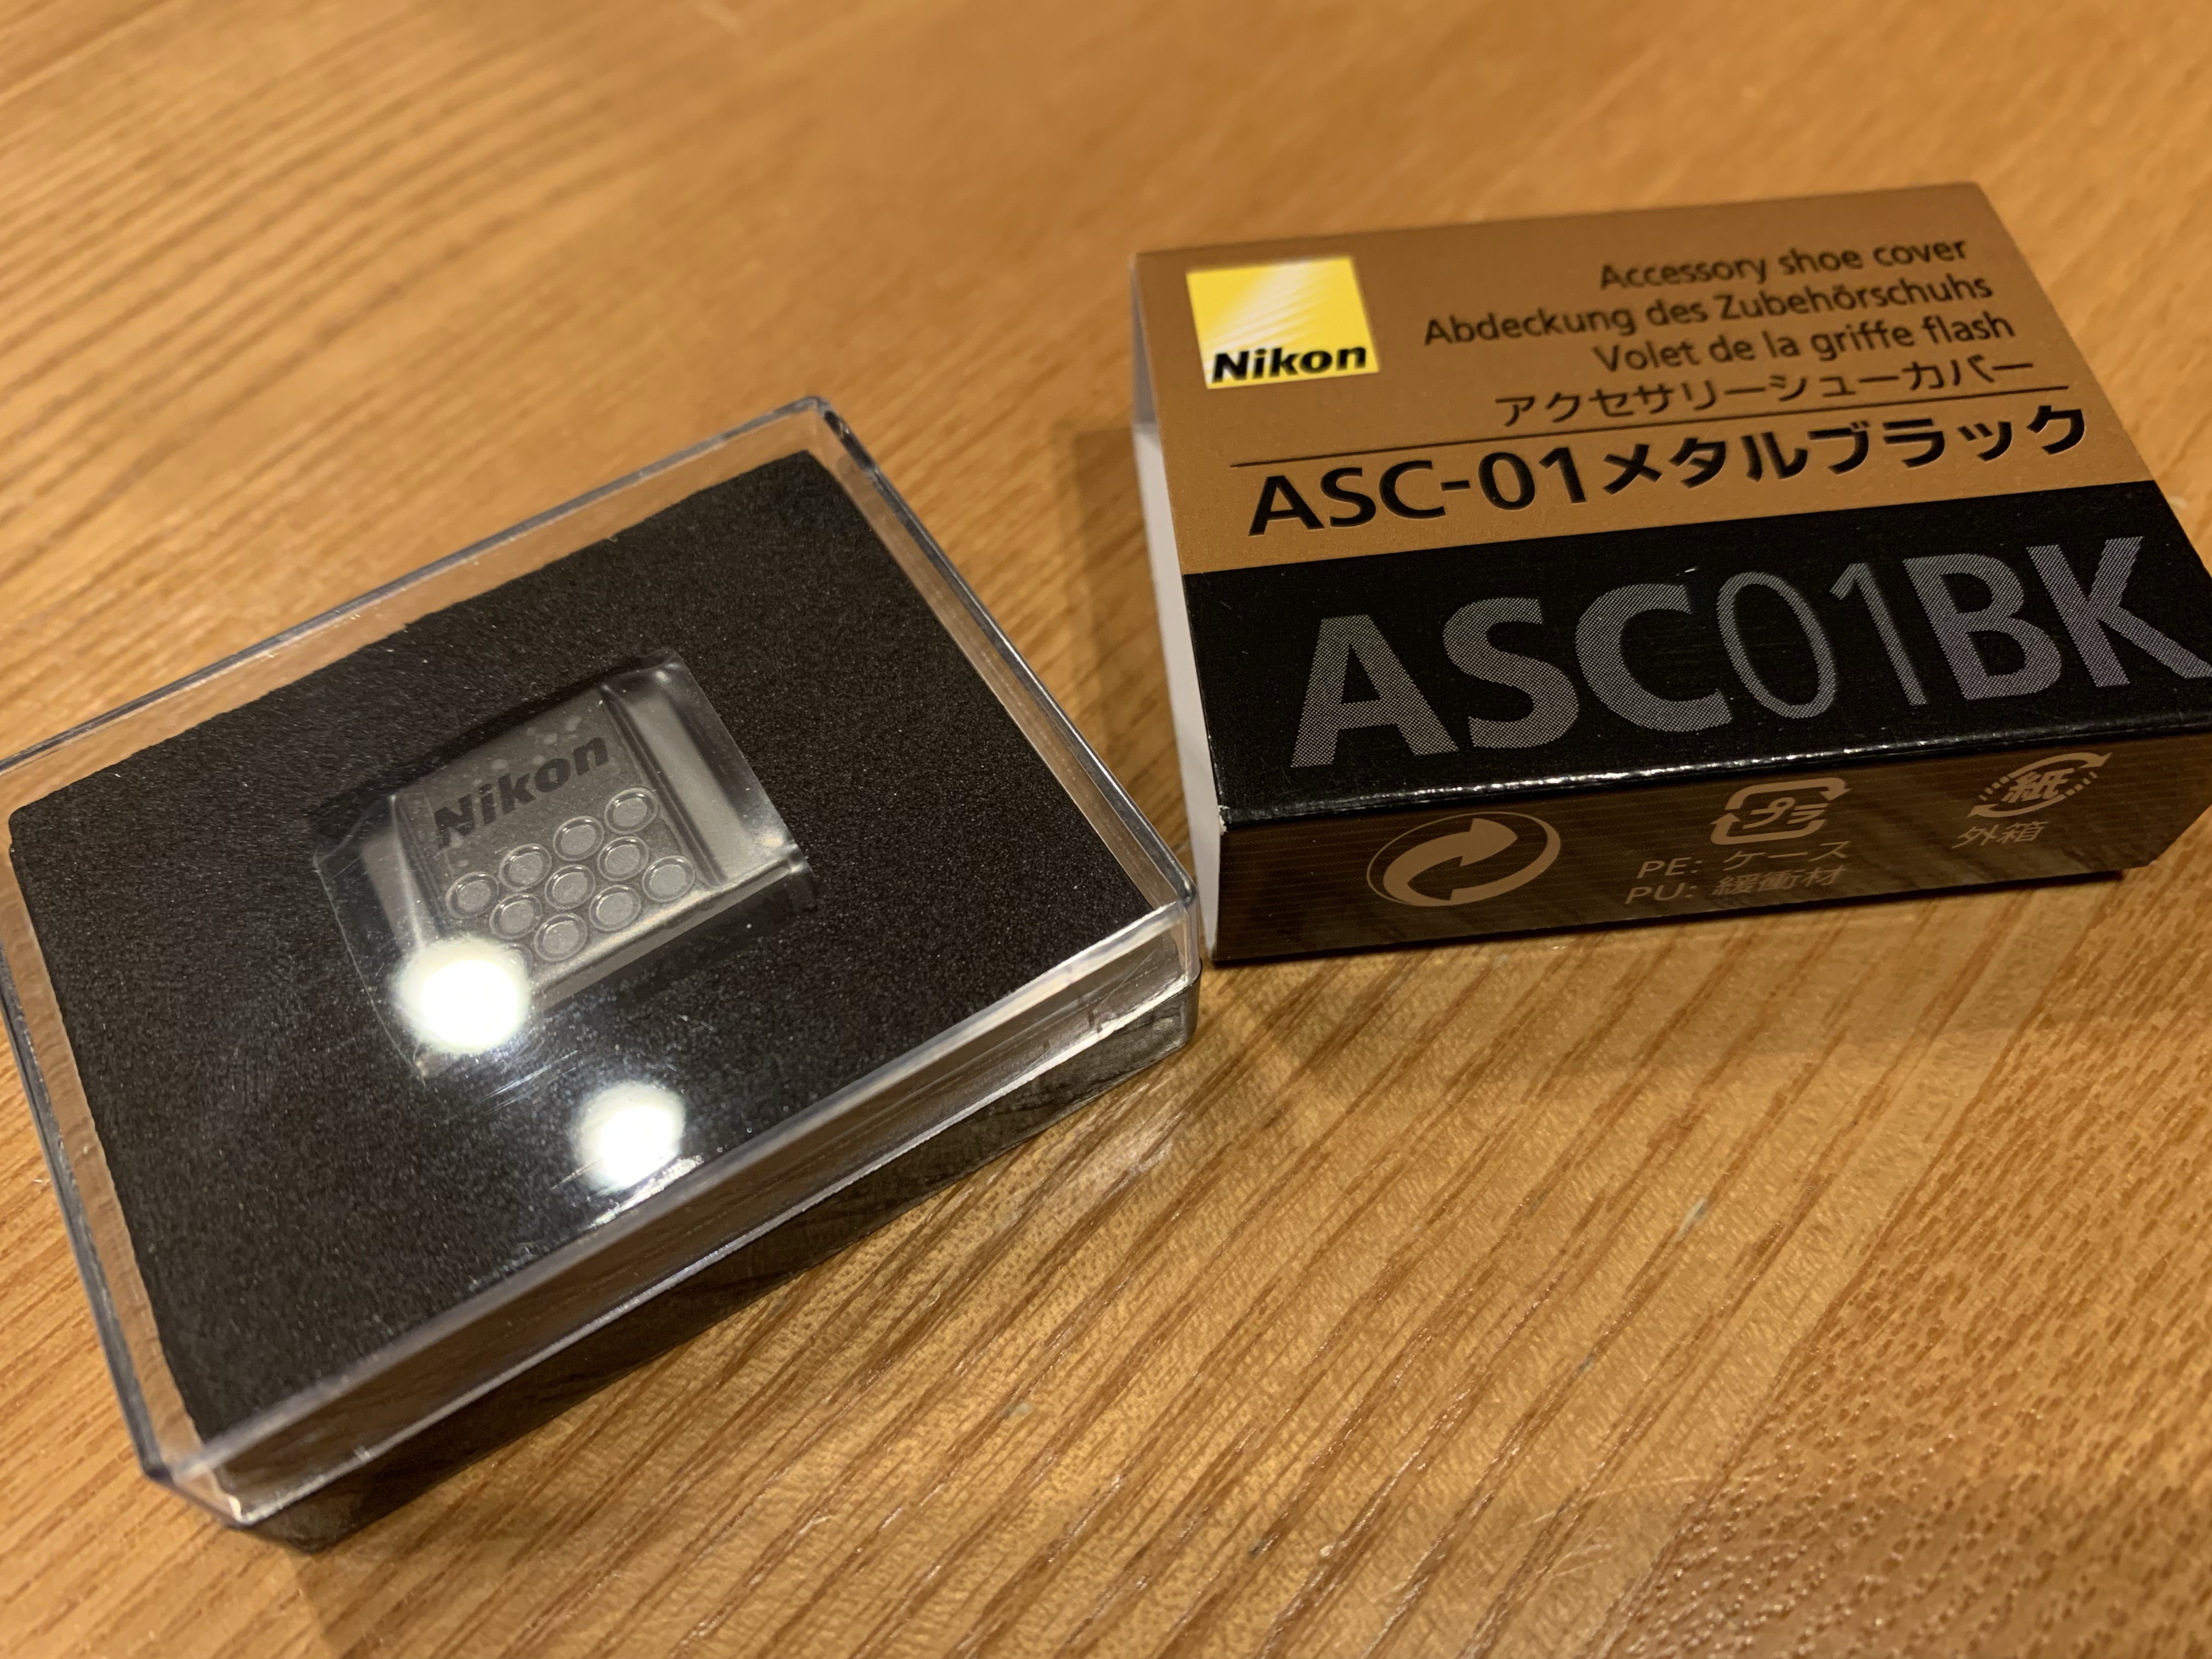 Nikon
Nikon
Accessory shoe cover
Abdeckung des Zubehörschuhs
Volet de la griffe flash
アクセサリーシューカバー
ASC-01メタルブラック
ASC01BK
プラ
PE: ケース
PU: 緩衝材
紙
外箱